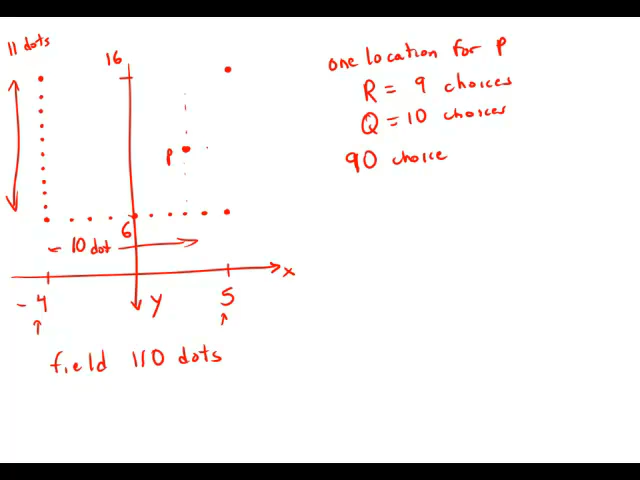 11 dots
16
one location for P
R = 9 choices
Q = 10 choices
P
90 choice
6
10 dot
x
-4
y
5
field 110 dots